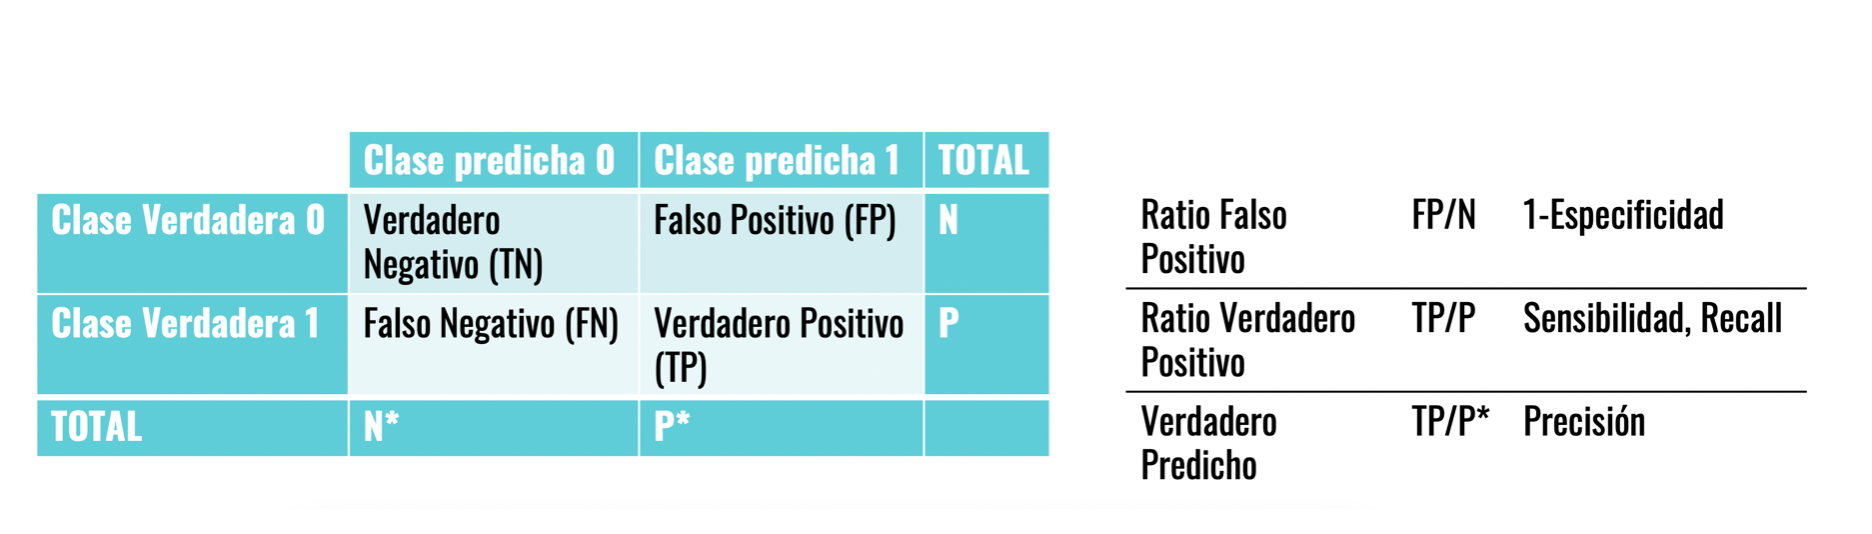 Clase predicha 0 Clase predicha 1 TOTAL
Clase Verdadera 0 Verdadero Falso Positivo (FP) N
Negativo (TN)
Clase Verdadera 1 Falso Negativo (FN) Verdadero Positivo P
(TP)
TOTAL N* P*
Ratio Falso FP/N 1-Especificidad
Positivo
Ratio Verdadero TP/P Sensibilidad, Recall
Positivo
Verdadero TP/P* Precisión
Predicho